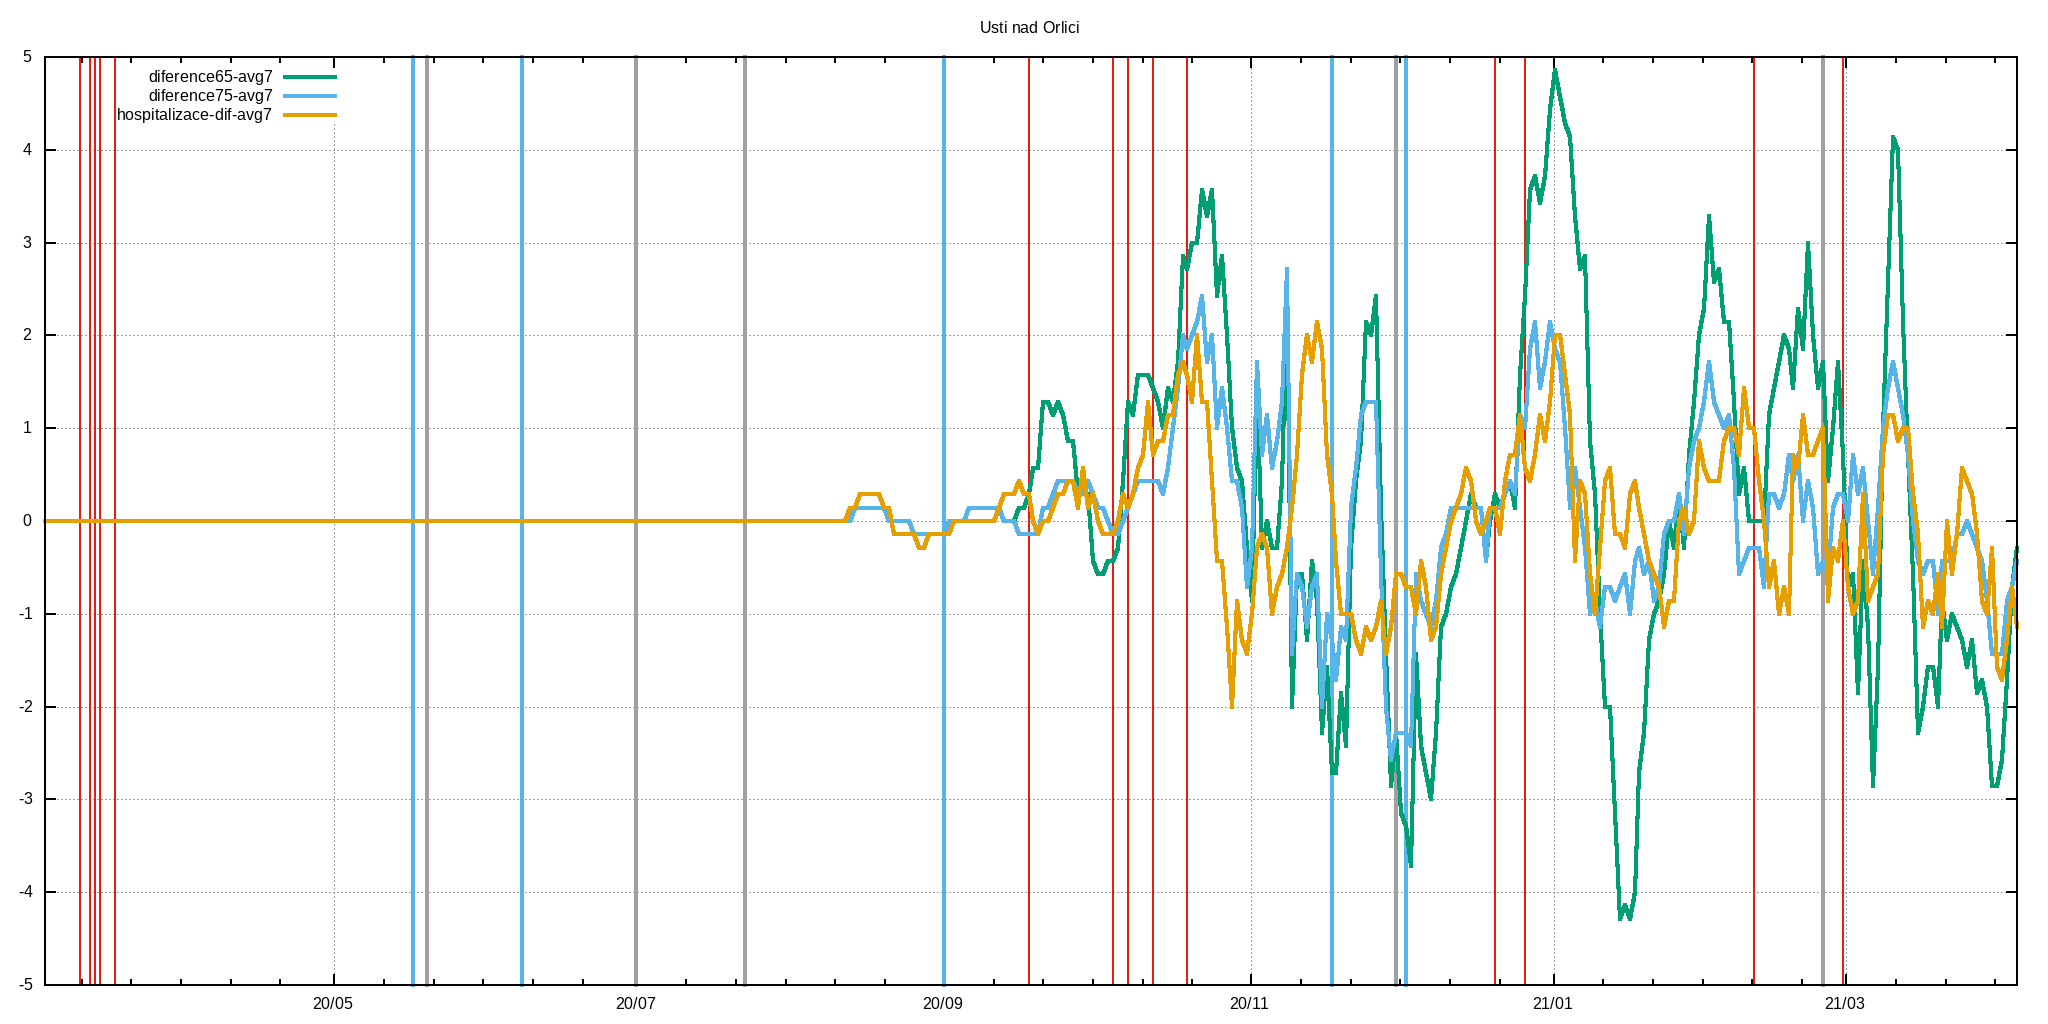 Usti nad Orlici
diference65-avg7
diference75-avg7
hospitalizace-dif-avg7
5
4
3
2
1
0
-1
-2
-3
-4
-5
20/05 20/07 20/09 20/11 21/01 21/03